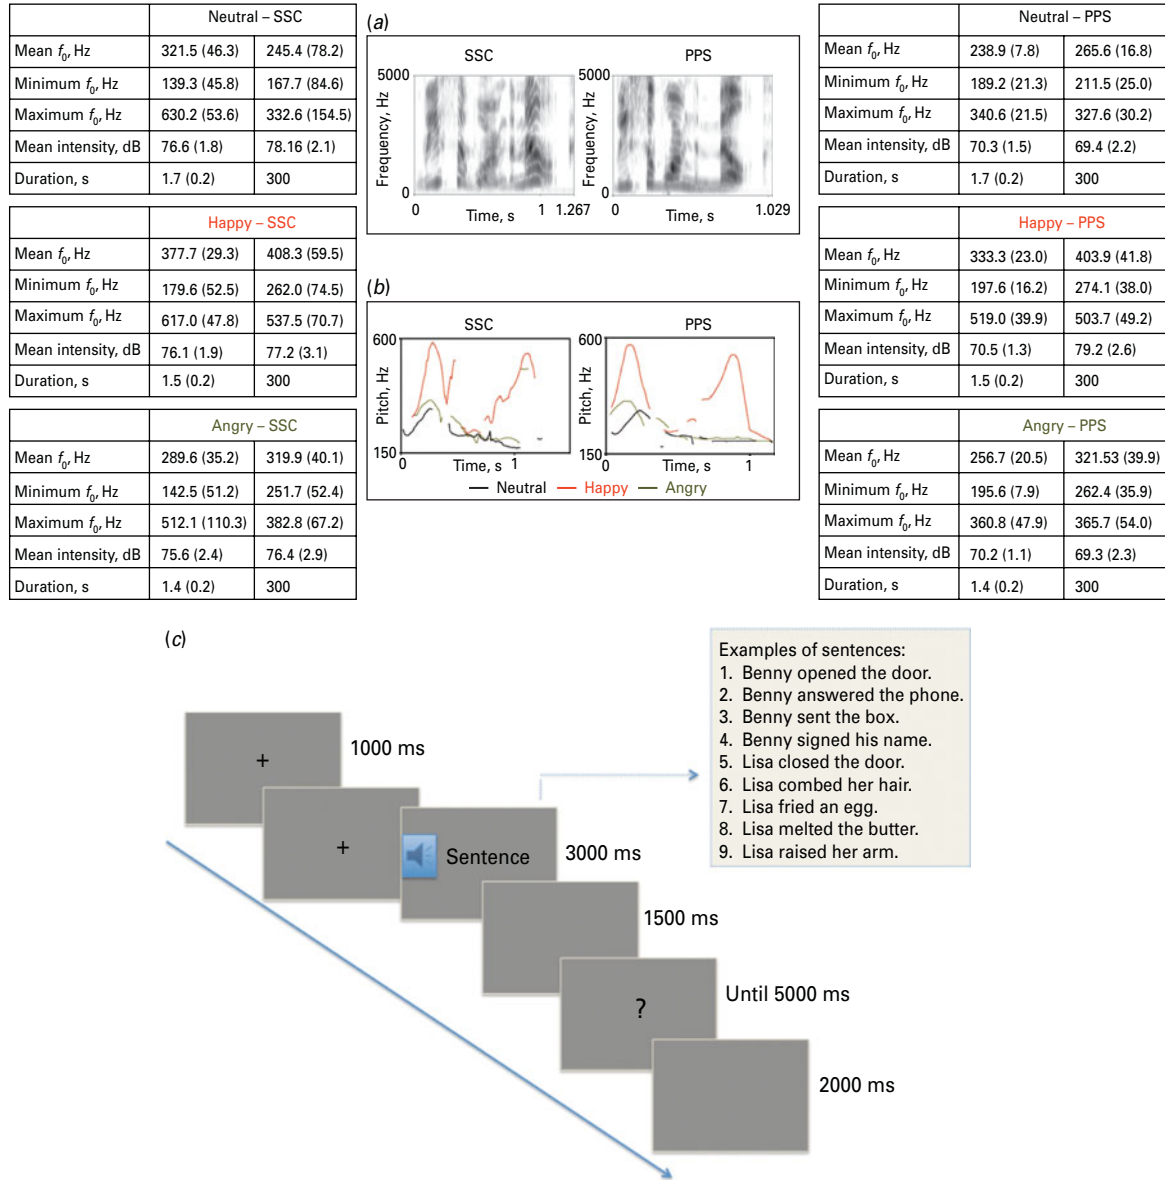 Neutral – SSC
Mean f0, Hz 321.5 (46.3) 245.4 (78.2)
Minimum f0, Hz 139.3 (45.8) 167.7 (84.6)
Maximum f0, Hz 630.2 (53.6) 332.6 (154.5)
Mean intensity, dB 76.6 (1.8) 78.16 (2.1)
Duration, s 1.7 (0.2) 300
Happy – SSC
Mean f0, Hz 377.7 (29.3) 408.3 (59.5)
Minimum f0, Hz 179.6 (52.5) 262.0 (74.5)
Maximum f0, Hz 617.0 (47.8) 537.5 (70.7)
Mean intensity, dB 76.1 (1.9) 77.2 (3.1)
Duration, s 1.5 (0.2) 300
Angry – SSC
Mean f0, Hz 289.6 (35.2) 319.9 (40.1)
Minimum f0, Hz 142.5 (51.2) 251.7 (52.4)
Maximum f0, Hz 512.1 (110.3) 382.8 (67.2)
Mean intensity, dB 75.6 (2.4) 76.4 (2.9)
Duration, s 1.4 (0.2) 300
(a)
SSC PPS
5000 5000
Frequency, Hz Frequency, Hz
0 0
0 1 1.267 0 1.029
Time, s Time, s
(b)
SSC PPS
600 600
Pitch, Hz Pitch, Hz
150 150
0 1 0 1
Time, s Time, s
Neutral Happy Angry
Neutral – PPS
Mean f0, Hz 238.9 (7.8) 265.6 (16.8)
Minimum f0, Hz 189.2 (21.3) 211.5 (25.0)
Maximum f0, Hz 340.6 (21.5) 327.6 (30.2)
Mean intensity, dB 70.3 (1.5) 69.4 (2.2)
Duration, s 1.7 (0.2) 300
Happy – PPS
Mean f0, Hz 333.3 (23.0) 403.9 (41.8)
Minimum f0, Hz 197.6 (16.2) 274.1 (38.0)
Maximum f0, Hz 519.0 (39.9) 503.7 (49.2)
Mean intensity, dB 70.5 (1.3) 79.2 (2.6)
Duration, s 1.5 (0.2) 300
Angry – PPS
Mean f0, Hz 256.7 (20.5) 321.53 (39.9)
Minimum f0, Hz 195.6 (7.9) 262.4 (35.9)
Maximum f0, Hz 360.8 (47.9) 365.7 (54.0)
Mean intensity, dB 70.2 (1.1) 69.3 (2.3)
Duration, s 1.4 (0.2) 300
(c)
+ 1000 ms
+
Sentence 3000 ms
1500 ms
? Until 5000 ms
2000 ms
Examples of sentences:
1. Benny opened the door.
2. Benny answered the phone.
3. Benny sent the box.
4. Benny signed his name.
5. Lisa closed the door.
6. Lisa combed her hair.
7. Lisa fried an egg.
8. Lisa melted the butter.
9. Lisa raised her arm.